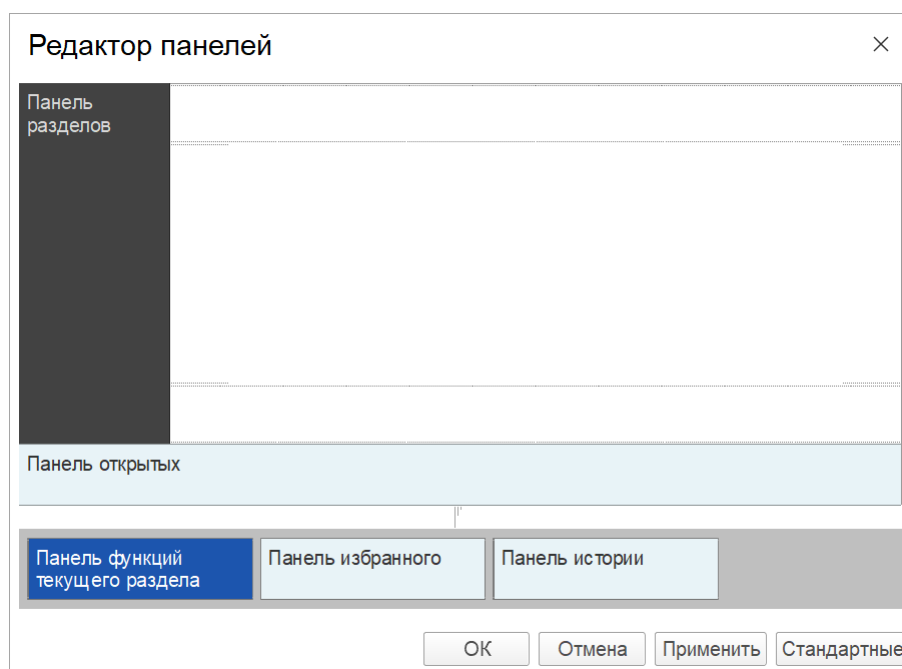 Редактор панелей
Панель
разделов
Панель открытых
Панель функций
текущего раздела
Панель избранного
Панель истории
ОК
Отмена
Применить
Стандартные